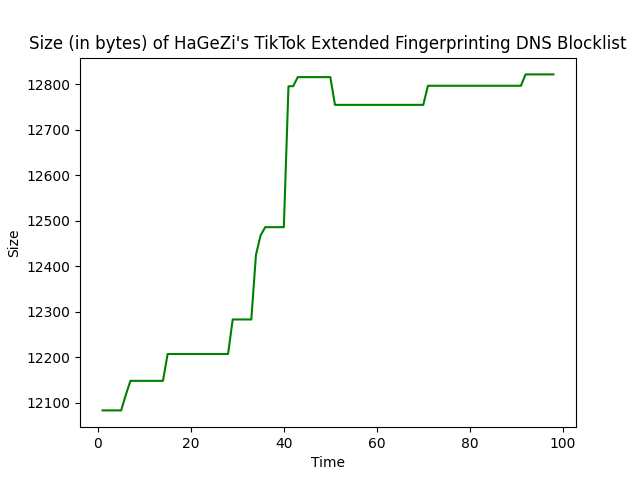 Size (in bytes) of HaGeZi's TikTok Extended Fingerprinting DNS Blocklist
12800
12700
12600
12500
12400
12300
12200
12100
Size
0 20 40 60 80 100
Time